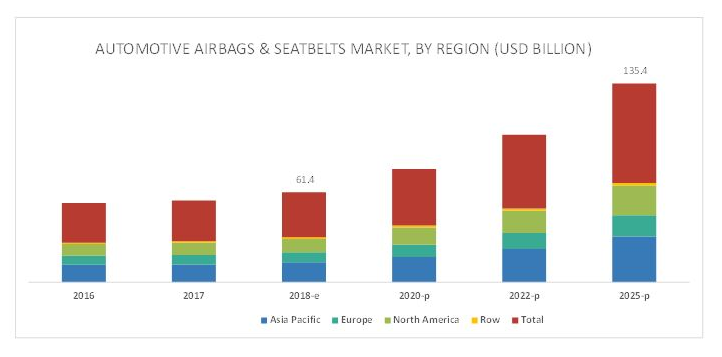 AUTOMOTIVE AIRBAGS & SEATBELTS MARKET, BY REGION (USD BILLION)
135.4
61.4
2016 2017 2018-e 2020-p 2022-p 2025-p
Asia Pacific Europe North America Row Total